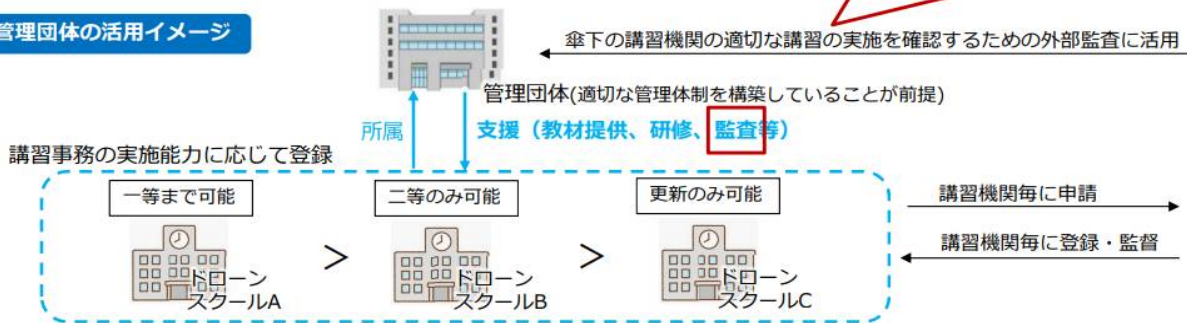 管理団体の活用イメージ
傘下の講習機関の適切な講習の実施を確認するための外部監査に活用
管理団体(適切な管理体制を構築していることが前提)
所属
支援（教材提供、研修、監査等）
講習事務の実施能力に応じて登録
一等まで可能
二等のみ可能
更新のみ可能
講習機関毎に申請
講習機関毎に登録・監督
＞
＞
ドローン
スクールA
ドローン
スクールB
ドローン
スクールC